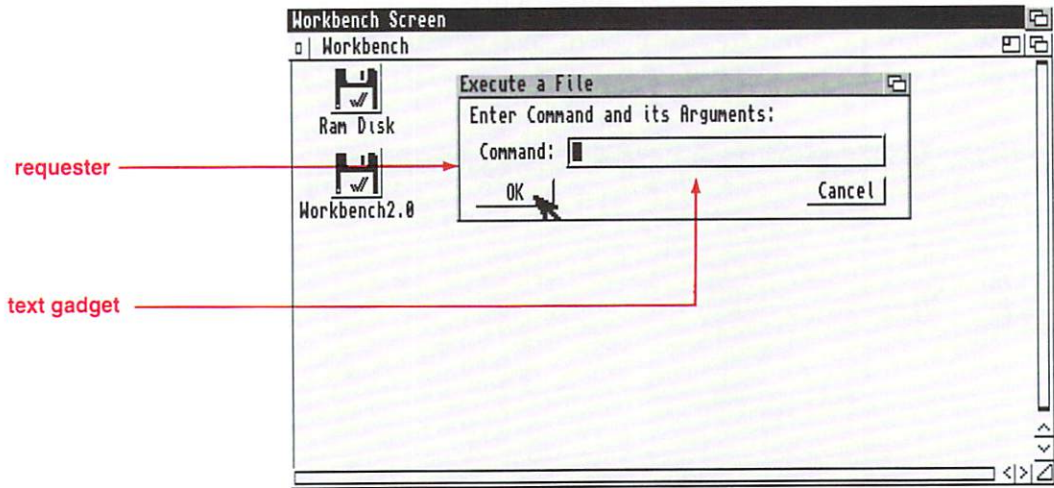 Workbench Screen
Workbench
Execute a File
Enter Command and its Arguments:
Command:
OK
Cancel
Ram Disk
Workbench2.0
requester
text gadget